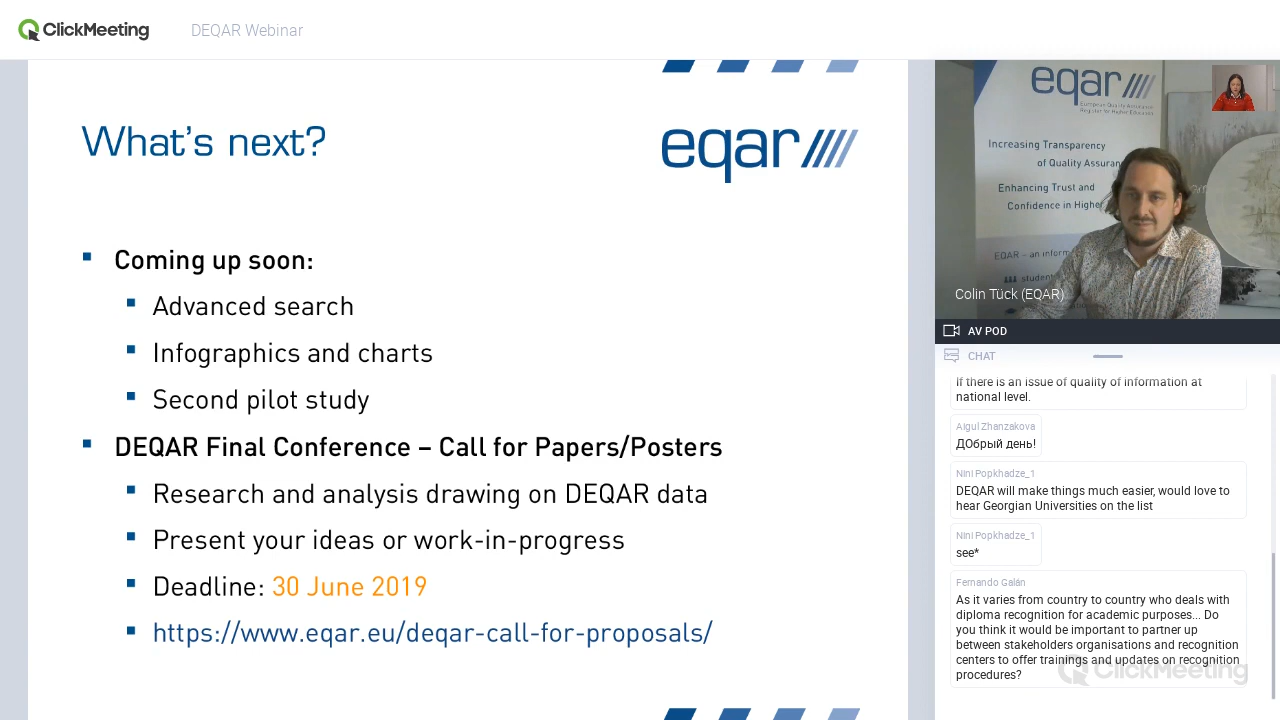 ClickMeeting
DEQAR Webinar
What's next?
eqar
Coming up soon:
Advanced search
Infographics and charts
Second pilot study
DEQAR Final Conference – Call for Papers/Posters
Research and analysis drawing on DEQAR data
Present your ideas or work-in-progress
Deadline: 30 June 2019
https://www.eqar.eu/deqar-call-for-proposals/
eqar
European Quality Assurance
Register for Higher Education
Increasing Transparency
of Quality Assuran
Enhancing Trust and
Confidence in Higher
EQAR – an inform
student
Colin Tück (EQAR)
AV POD
CHAT
If there is an issue of quality of information at
national level.
Aigul Zhanzakova
ДОбрый день!
Nini Popkhadze_1
DEQAR will make things much easier, would love to
hear Georgian Universities on the list
Nini Popkhadze_1
see*
Fernando Galán
As it varies from country to country who deals with
diploma recognition for academic purposes... Do
you think it would be important to partner up
between stakeholders organisations and recognition
centers to offer trainings and updates on recognition
procedures?
ClickMeeting